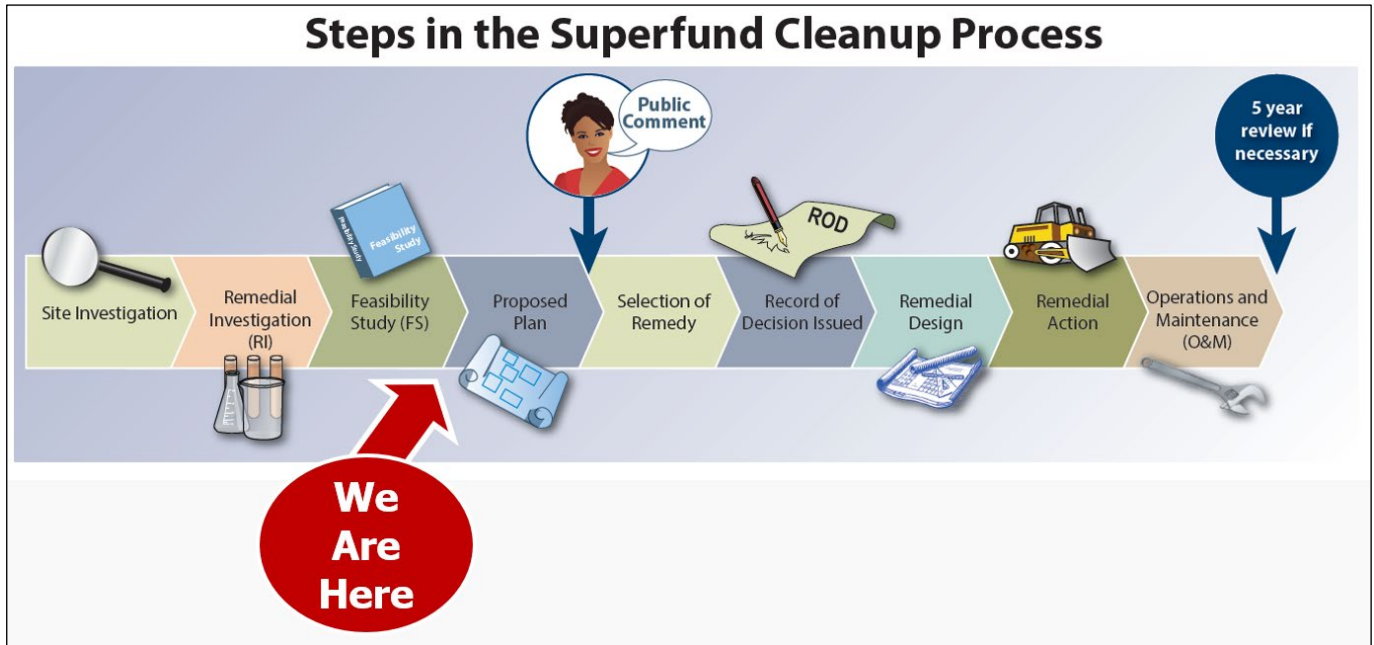 Steps in the Superfund Cleanup Process
Public
Comment
5 year
review if
necessary
Feasibility Study
Feasibility
Study
ROD
Site Investigation
Remedial
Investigation
(RI)
Feasibility
Study (FS)
Proposed
Plan
Selection of
Remedy
Record of
Decision Issued
Remedial
Design
Remedial
Action
Operations and
Maintenance
(O&M)
We
Are
Here